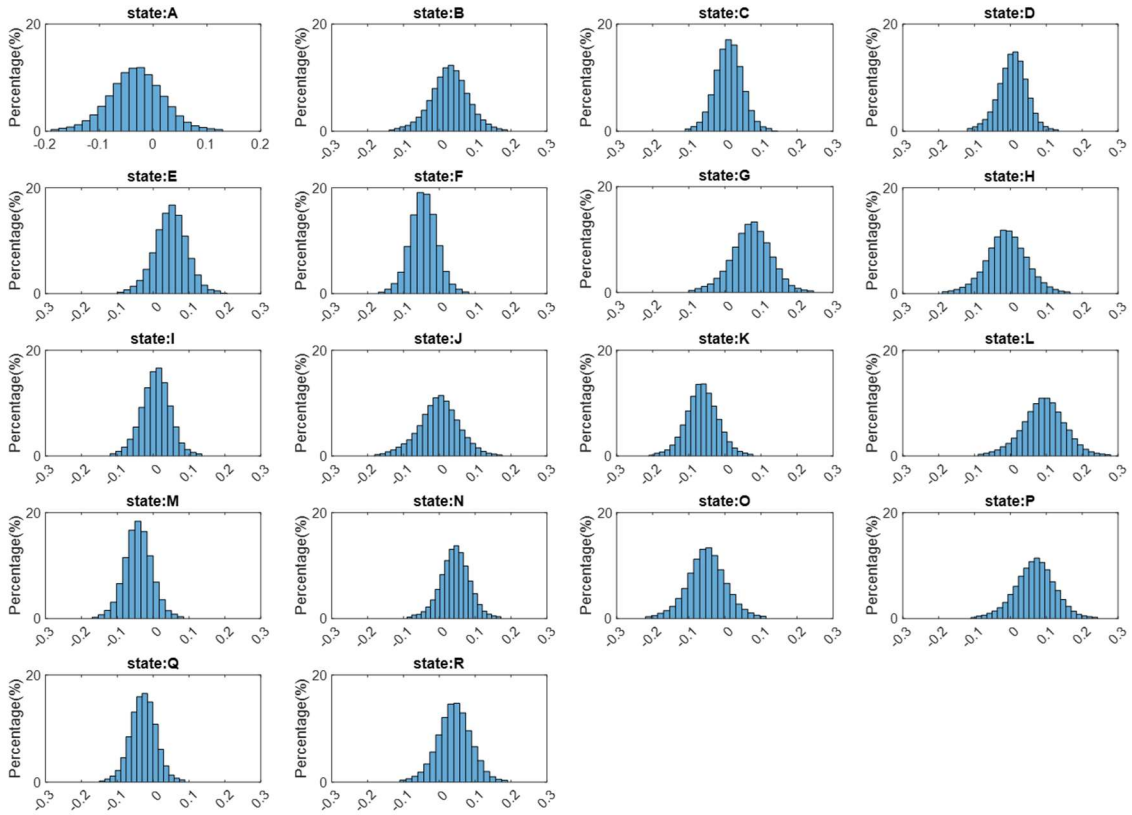 state:A
20
Percentage(%)
0
-0.2 -0.1 0 0.1 0.2
state:B
20
Percentage(%)
0
-0.3 -0.2 -0.1 0 0.1 0.2 0.3
state:C
20
Percentage(%)
0
-0.3 -0.2 -0.1 0 0.1 0.2 0.3
state:D
20
Percentage(%)
0
-0.3 -0.2 -0.1 0 0.1 0.2 0.3
state:E
20
Percentage(%)
0
-0.3 -0.2 -0.1 0 0.1 0.2 0.3
state:F
20
Percentage(%)
0
-0.3 -0.2 -0.1 0 0.1 0.2 0.3
state:G
20
Percentage(%)
0
-0.3 -0.2 -0.1 0 0.1 0.2 0.3
state:H
20
Percentage(%)
0
-0.3 -0.2 -0.1 0 0.1 0.2 0.3
state:I
20
Percentage(%)
0
-0.3 -0.2 -0.1 0 0.1 0.2 0.3
state:J
20
Percentage(%)
0
-0.3 -0.2 -0.1 0 0.1 0.2 0.3
state:K
20
Percentage(%)
0
-0.3 -0.2 -0.1 0 0.1 0.2 0.3
state:L
20
Percentage(%)
0
-0.3 -0.2 -0.1 0 0.1 0.2 0.3
state:M
20
Percentage(%)
0
-0.3 -0.2 -0.1 0 0.1 0.2 0.3
state:N
20
Percentage(%)
0
-0.3 -0.2 -0.1 0 0.1 0.2 0.3
state:O
20
Percentage(%)
0
-0.3 -0.2 -0.1 0 0.1 0.2 0.3
state:P
20
Percentage(%)
0
-0.3 -0.2 -0.1 0 0.1 0.2 0.3
state:Q
20
Percentage(%)
0
-0.3 -0.2 -0.1 0 0.1 0.2 0.3
state:R
20
Percentage(%)
0
-0.3 -0.2 -0.1 0 0.1 0.2 0.3